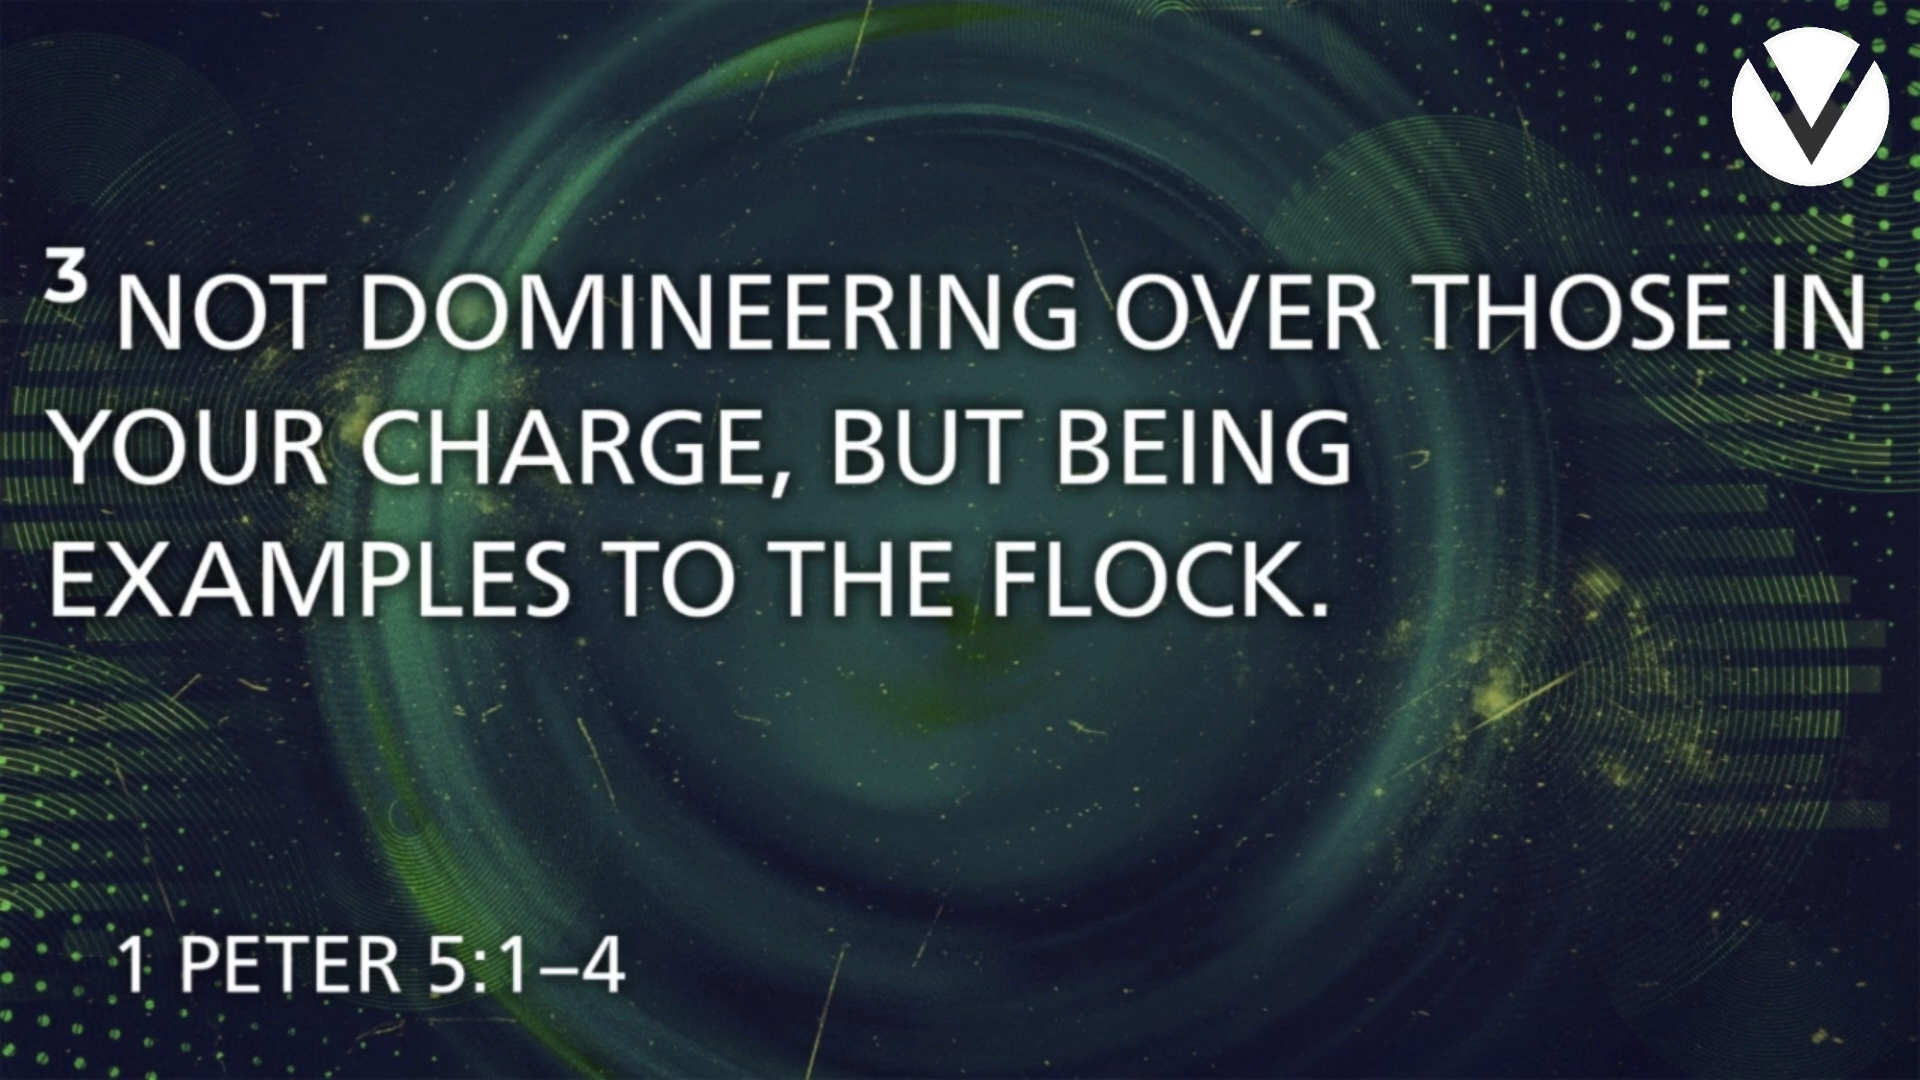 ³ NOT DOMINEERING OVER THOSE IN
YOUR CHARGE, BUT BEING
EXAMPLES TO THE FLOCK.
1 PETER 5:1–4